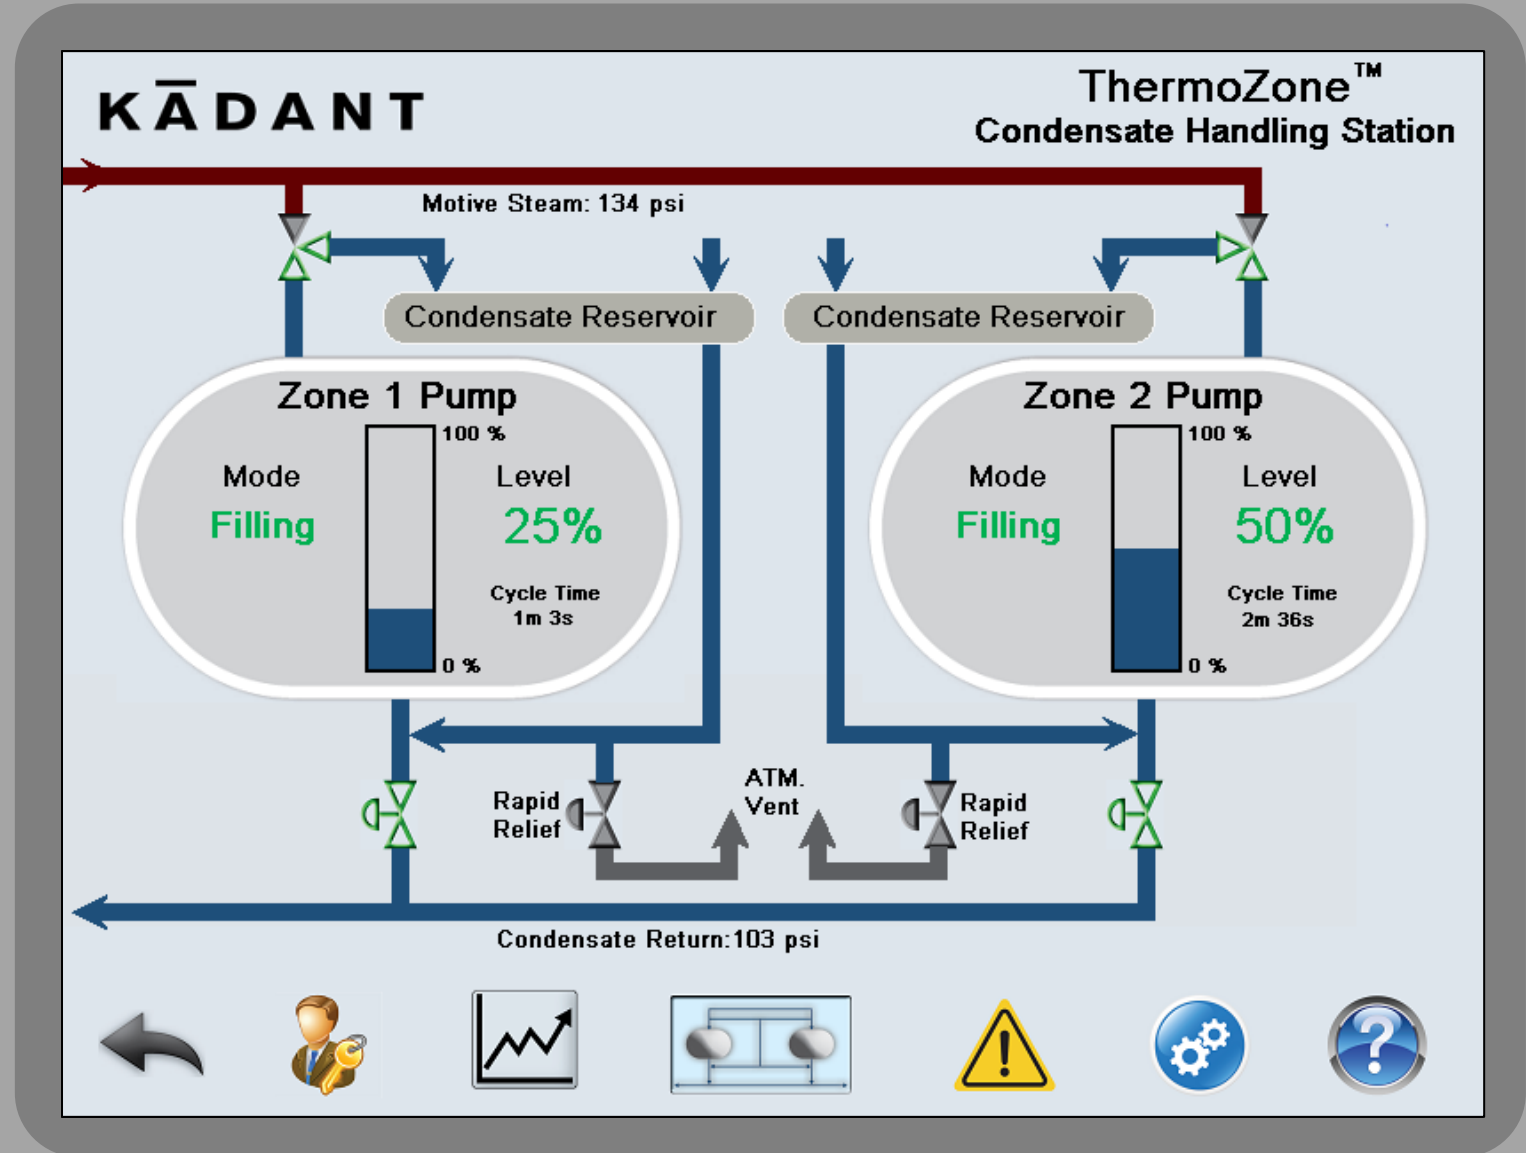 KĀDANT
ThermoZone™
Condensate Handling Station
Motive Steam: 134 psi
Condensate Reservoir
Condensate Reservoir
Zone 1 Pump
100 %
Mode
Level
Filling
25%
Cycle Time
1m 3s
0 %
Zone 2 Pump
100 %
Mode
Level
Filling
50%
Cycle Time
2m 36s
0 %
Rapid
Relief
ATM.
Vent
Rapid
Relief
Condensate Return:103 psi